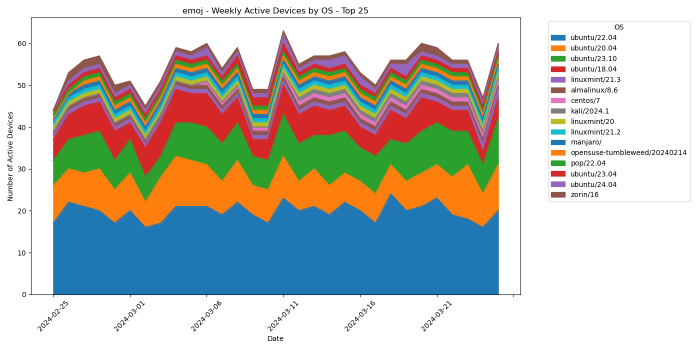 emoj - Weekly Active Devices by OS - Top 25
Number of Active Devices
60
50
40
30
20
10
0
2024-02-25
2024-03-01
2024-03-06
2024-03-11
2024-03-16
2024-03-21
Date
OS
ubuntu/22.04
ubuntu/20.04
ubuntu/23.10
ubuntu/18.04
linuxmint/21.3
almalinux/8.6
centos/7
kali/2024.1
linuxmint/20
linuxmint/21.2
manjaro/
opensuse-tumbleweed/20240214
pop/22.04
ubuntu/23.04
ubuntu/24.04
zorin/16